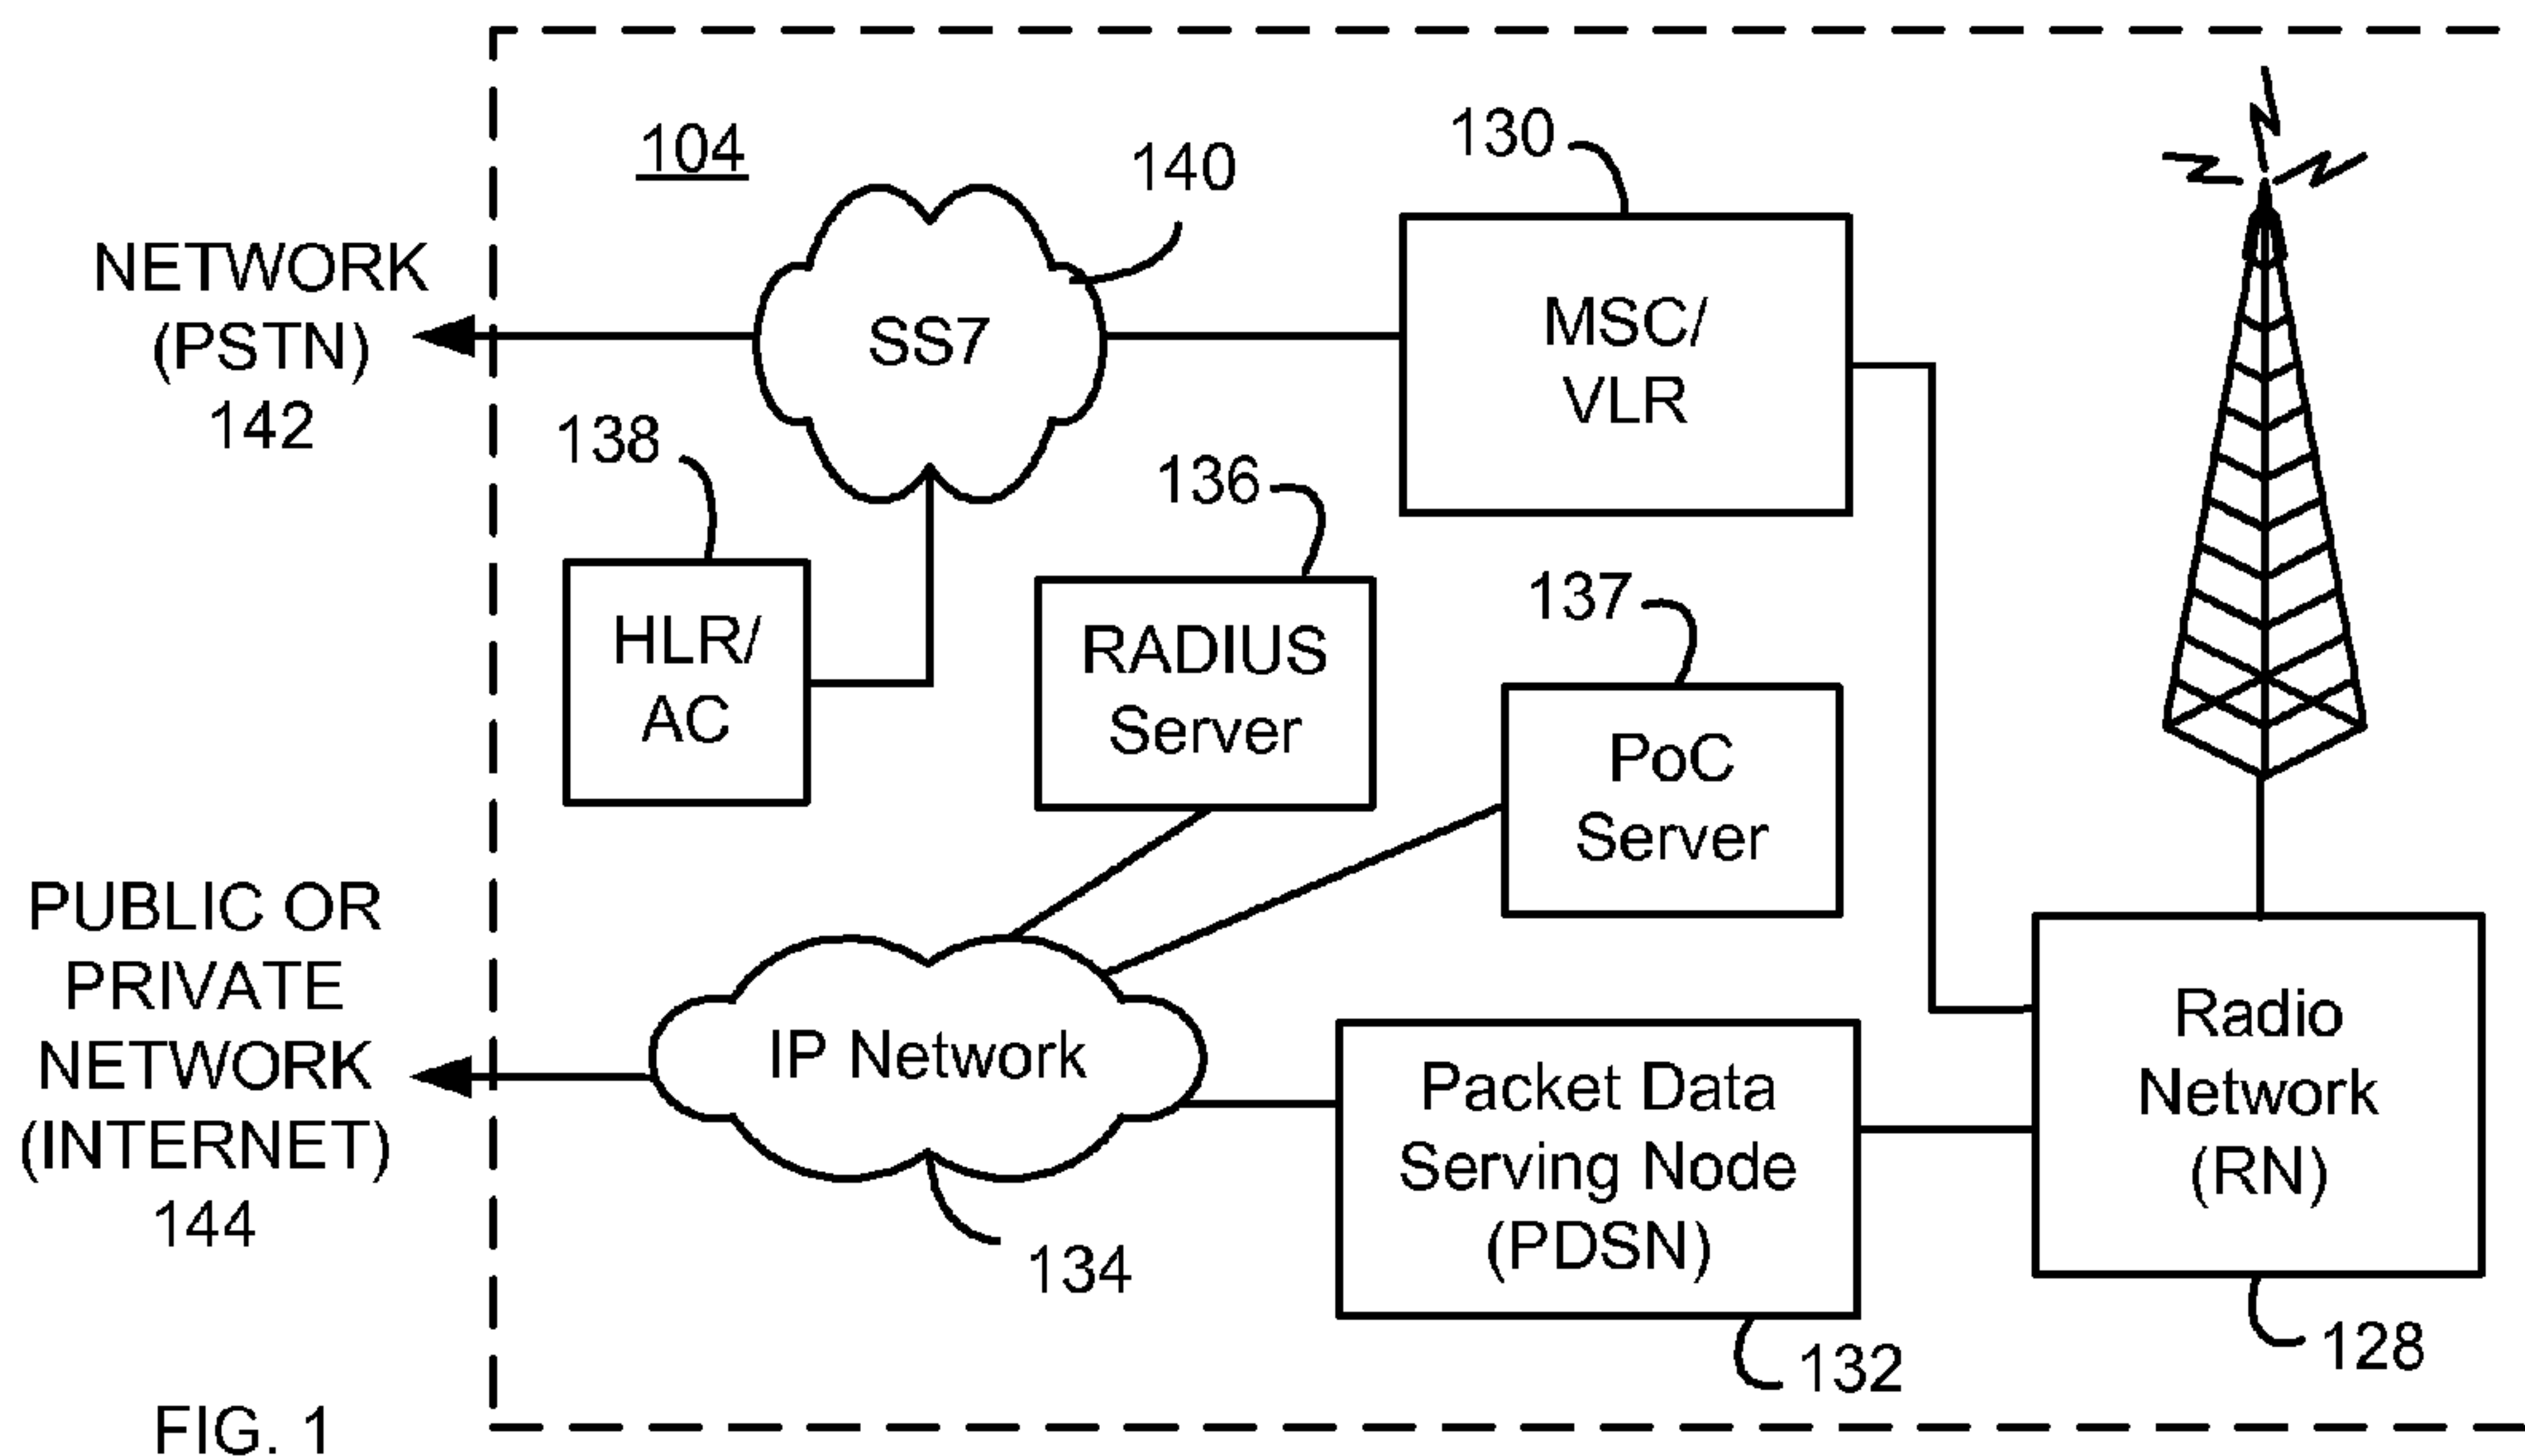 104
140
130
NETWORK
(PSTN)
142
SS7
MSC/
VLR
138
136
137
HLR/
AC
RADIUS
Server
PoC
Server
PUBLIC OR
PRIVATE
NETWORK
(INTERNET)
144
IP Network
134
Packet Data
Serving Node
(PDSN)
132
Radio
Network
(RN)
128
FIG. 1